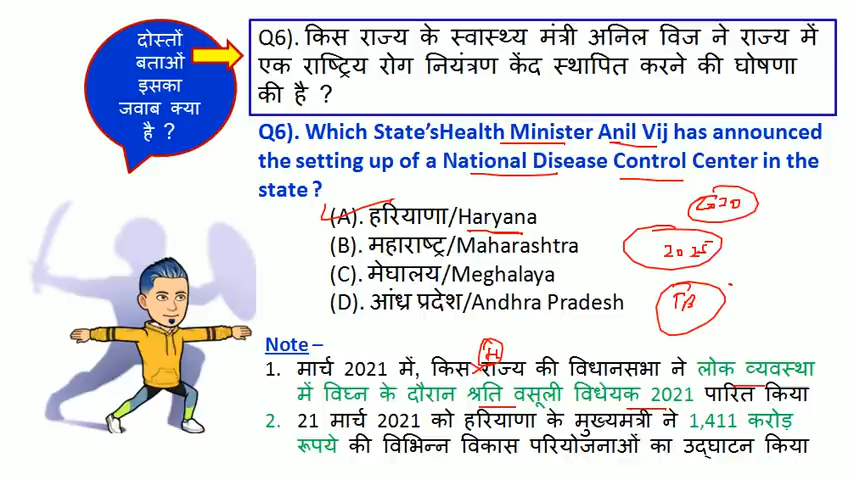 दोस्तों
बताओं
इसका
जवाब क्या
है ?
Q6). किस राज्य के स्वास्थ्य मंत्री अनिल विज ने राज्य में
एक राष्ट्रिय रोग नियंत्रण केंद स्थापित करने की घोषणा
की है ?
Q6). Which State'sHealth Minister Anil Vij has announced
the setting up of a National Disease Control Center in the
state ?
(A). हरियाणा/Haryana
(B). महाराष्ट्र/Maharashtra
(C). मेघालय/Meghalaya
(D). आंध्र प्रदेश/Andhra Pradesh
2025
TB
Note –
H
1. मार्च 2021 में, किस राज्य की विधानसभा ने लोक व्यवस्था
में विघ्न के दौरान श्रति वसूली विधेयक 2021 पारित किया
2. 21 मार्च 2021 को हरियाणा के मुख्यमंत्री ने 1,411 करोड़
रूपये की विभिन्न विकास परियोजनाओं का उद्घाटन किया